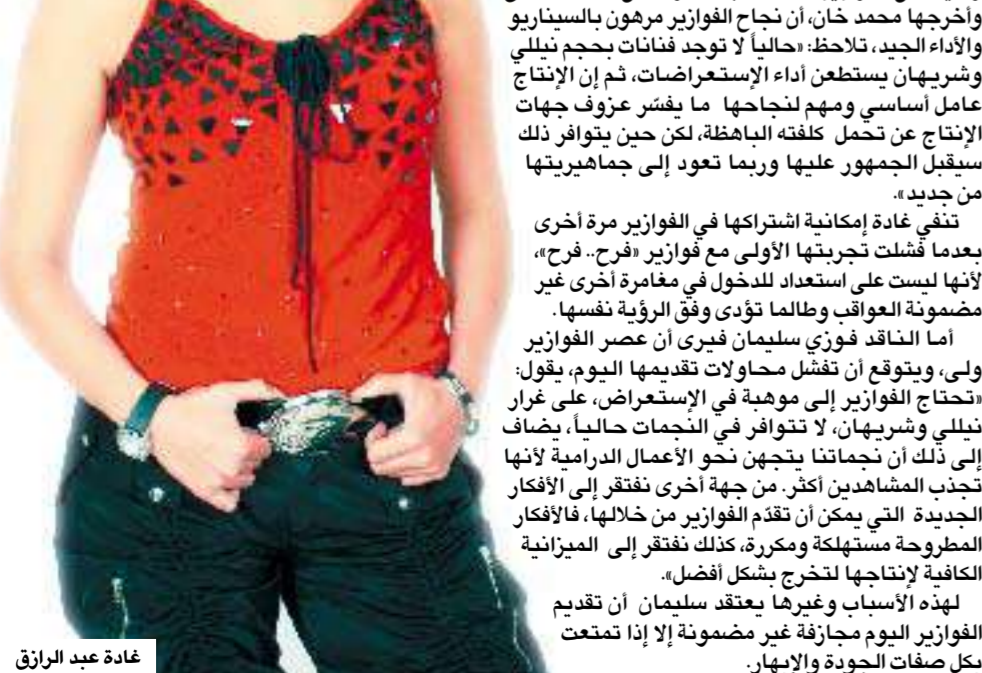 وأخرجها محمد خان، أن نجاح الفوازير مرهون بالسيناريو
والأداء الجيد، تلاحظ: «حالياً لا توجد فنانات بحجم نيللي
وشريهان يستطعن أداء الإستعراضات، ثم إن الإنتاج
عامل أساسي ومهم لنجاحها ما يفسّر عزوف جهات
الإنتاج عن تحمل كلفته الباهظة، لكن حين يتوافر ذلك
سيقبل الجمهور عليها وربما تعود إلى جماهيريتها
من جديد».
تنفي غادة إمكانية اشتراكها في الفوازير مرة أخرى
بعدما فشلت تجربتها الأولى مع فوازير «فرح.. فرح»،
لأنها ليست على استعداد للدخول في مغامرة أخرى غير
مضمونة العواقب وطالما تؤدى وفق الرؤية نفسها.
أما الناقد فوزي سليمان فيرى أن عصر الفوازير
ولى، ويتوقع أن تفشل محاولات تقديمها اليوم، يقول:
«تحتاج الفوازير إلى موهبة في الإستعراض، على غرار
نيللي وشريهان، لا تتوافر في النجمات حالياً، يضاف
إلى ذلك أن نجماتنا يتجهن نحو الأعمال الدرامية لأنها
تجذب المشاهدين أكثر. من جهة أخرى نفتقر إلى الأفكار
الجديدة التي يمكن أن تقدّم الفوازير من خلالها، فالأفكار
المطروحة مستهلكة ومكررة، كذلك نفتقر إلى الميزانية
الكافية لإنتاجها لتخرج بشكل أفضل».
لهذه الأسباب وغيرها يعتقد سليمان أن تقديم
الفوازير اليوم مجازفة غير مضمونة إلا إذا تمتعت
بكل صفات الجودة والإبهار.
غادة عبد الرازق